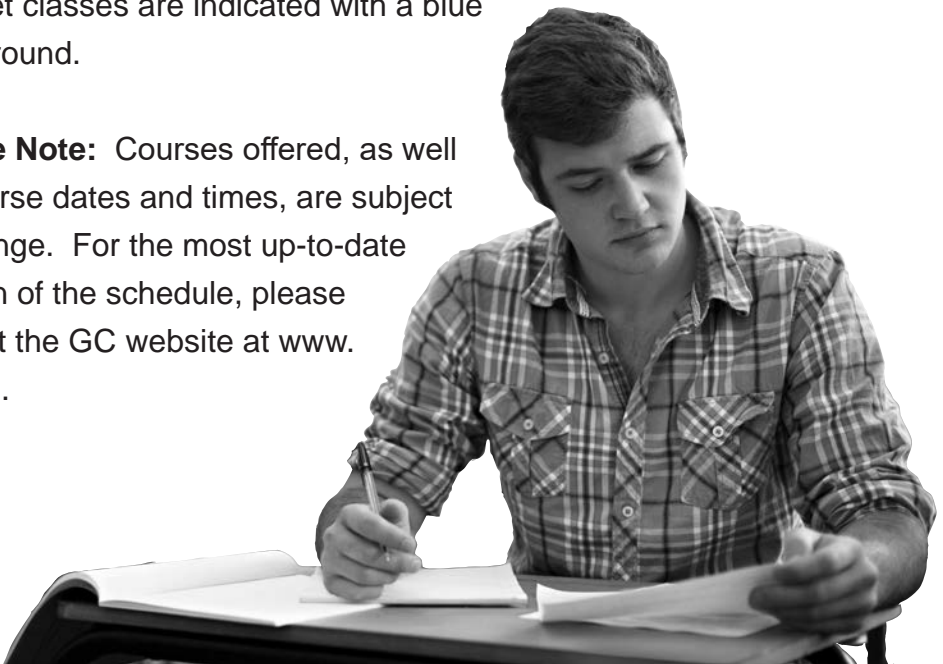 et classes are indicated with a blue
round.
e Note: Courses offered, as well
rse dates and times, are subject
nge. For the most up-to-date
n of the schedule, please
t the GC website at www.
.